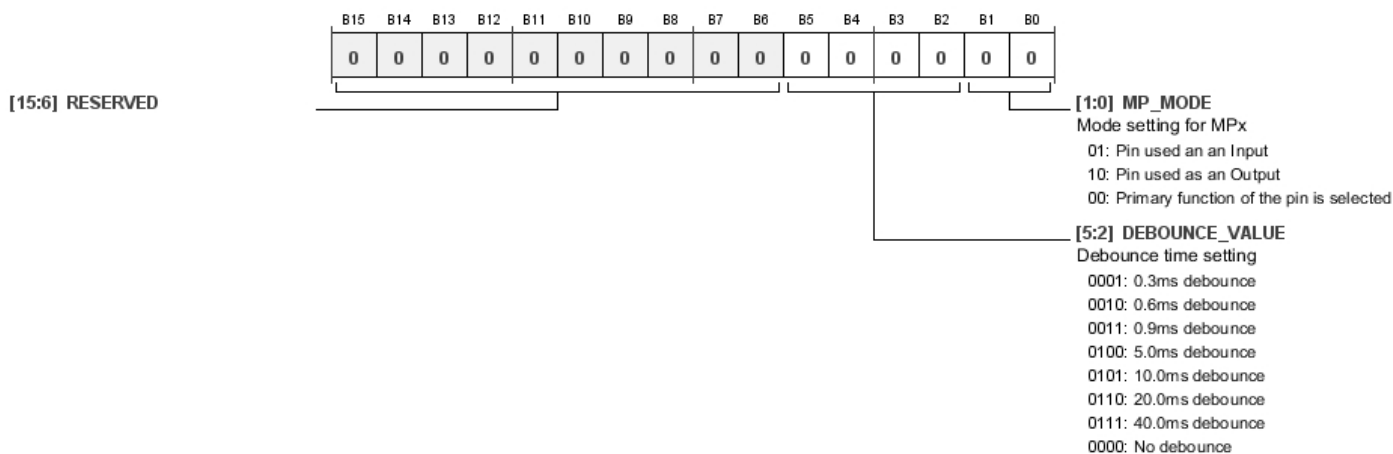 B15 B14 B13 B12 B11 B10 B9 B8 B7 B6 B5 B4 B3 B2 B1 B0
0 0 0 0 0 0 0 0 0 0 0 0 0 0 0 0
[15:6] RESERVED
[1:0] MP_MODE
Mode setting for MPx
01: Pin used an an Input
10: Pin used as an Output
00: Primary function of the pin is selected
[5:2] DEBOUNCE_VALUE
Debounce time setting
0001: 0.3ms debounce
0010: 0.6ms debounce
0011: 0.9ms debounce
0100: 5.0ms debounce
0101: 10.0ms debounce
0110: 20.0ms debounce
0111: 40.0ms debounce
0000: No debounce